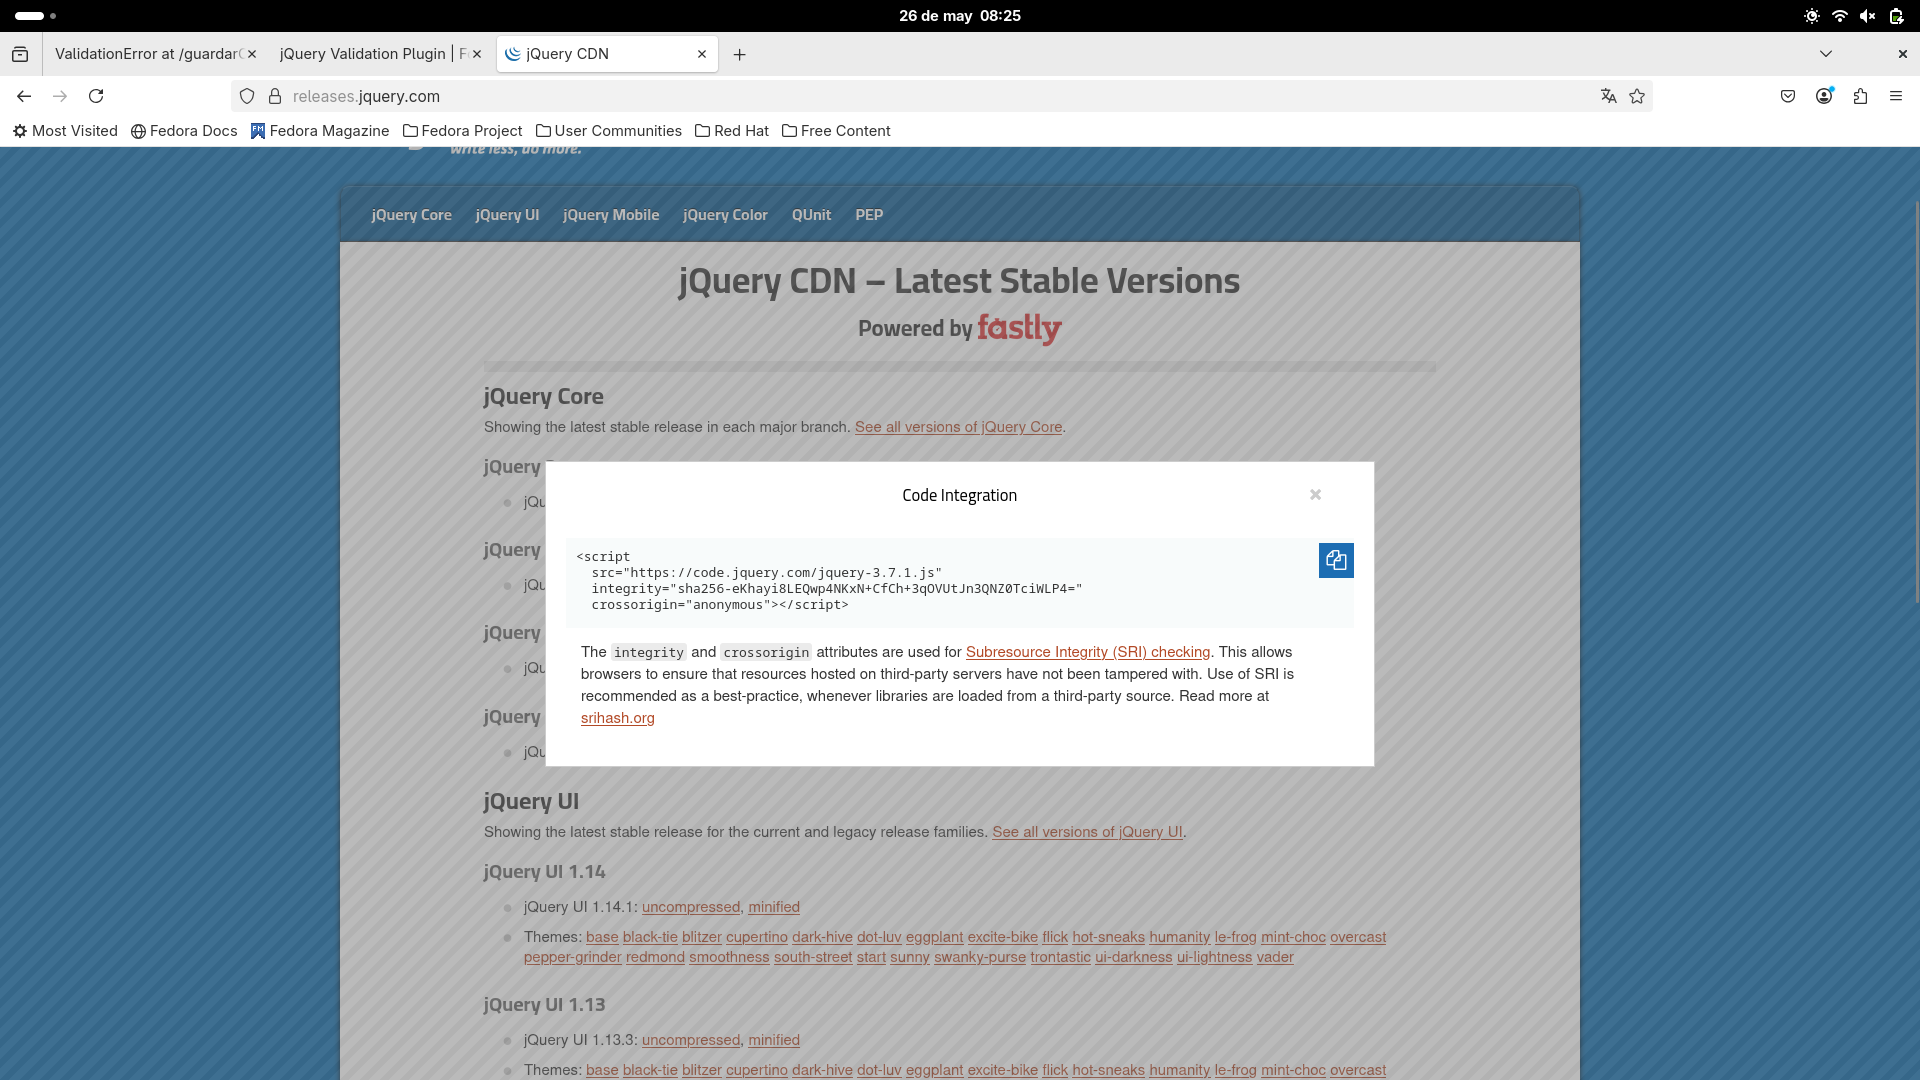 26 de may 08:25
ValidationError at /guardar
jQuery Validation Plugin | F
jQuery CDN
releases.jquery.com
Most Visited
Fedora Docs
Fedora Magazine
Fedora Project
User Communities
Red Hat
Free Content
write less, do more.
jQuery Core
jQuery UI
jQuery Mobile
jQuery Color
QUnit
PEP
jQuery CDN – Latest Stable Versions
Powered by fastly
jQuery Core
Showing the latest stable release in each major branch. See all versions of jQuery Core.
jQuery
jQu
jQuery
jQu
jQuery
jQu
jQuery
jQu
Code Integration
<script
src="https://code.jquery.com/jquery-3.7.1.js"
integrity="sha256-eKhayi8LEQwp4NKxN+CfCh+3qOVUtJn3QNZ0TciWLP4="
crossorigin="anonymous"></script>
The integrity and crossorigin attributes are used for Subresource Integrity (SRI) checking. This allows
browsers to ensure that resources hosted on third-party servers have not been tampered with. Use of SRI is
recommended as a best-practice, whenever libraries are loaded from a third-party source. Read more at
srihash.org
jQuery UI
Showing the latest stable release for the current and legacy release families. See all versions of jQuery UI.
jQuery UI 1.14
jQuery UI 1.14.1: uncompressed, minified
Themes: base black-tie blitzer cupertino dark-hive dot-luv eggplant excite-bike flick hot-sneaks humanity le-frog mint-choc overcast
pepper-grinder redmond smoothness south-street start sunny swanky-purse trontastic ui-darkness ui-lightness vader
jQuery UI 1.13
jQuery UI 1.13.3: uncompressed, minified
Themes: base black-tie blitzer cupertino dark-hive dot-luv eggplant excite-bike flick hot-sneaks humanity le-frog mint-choc overcast